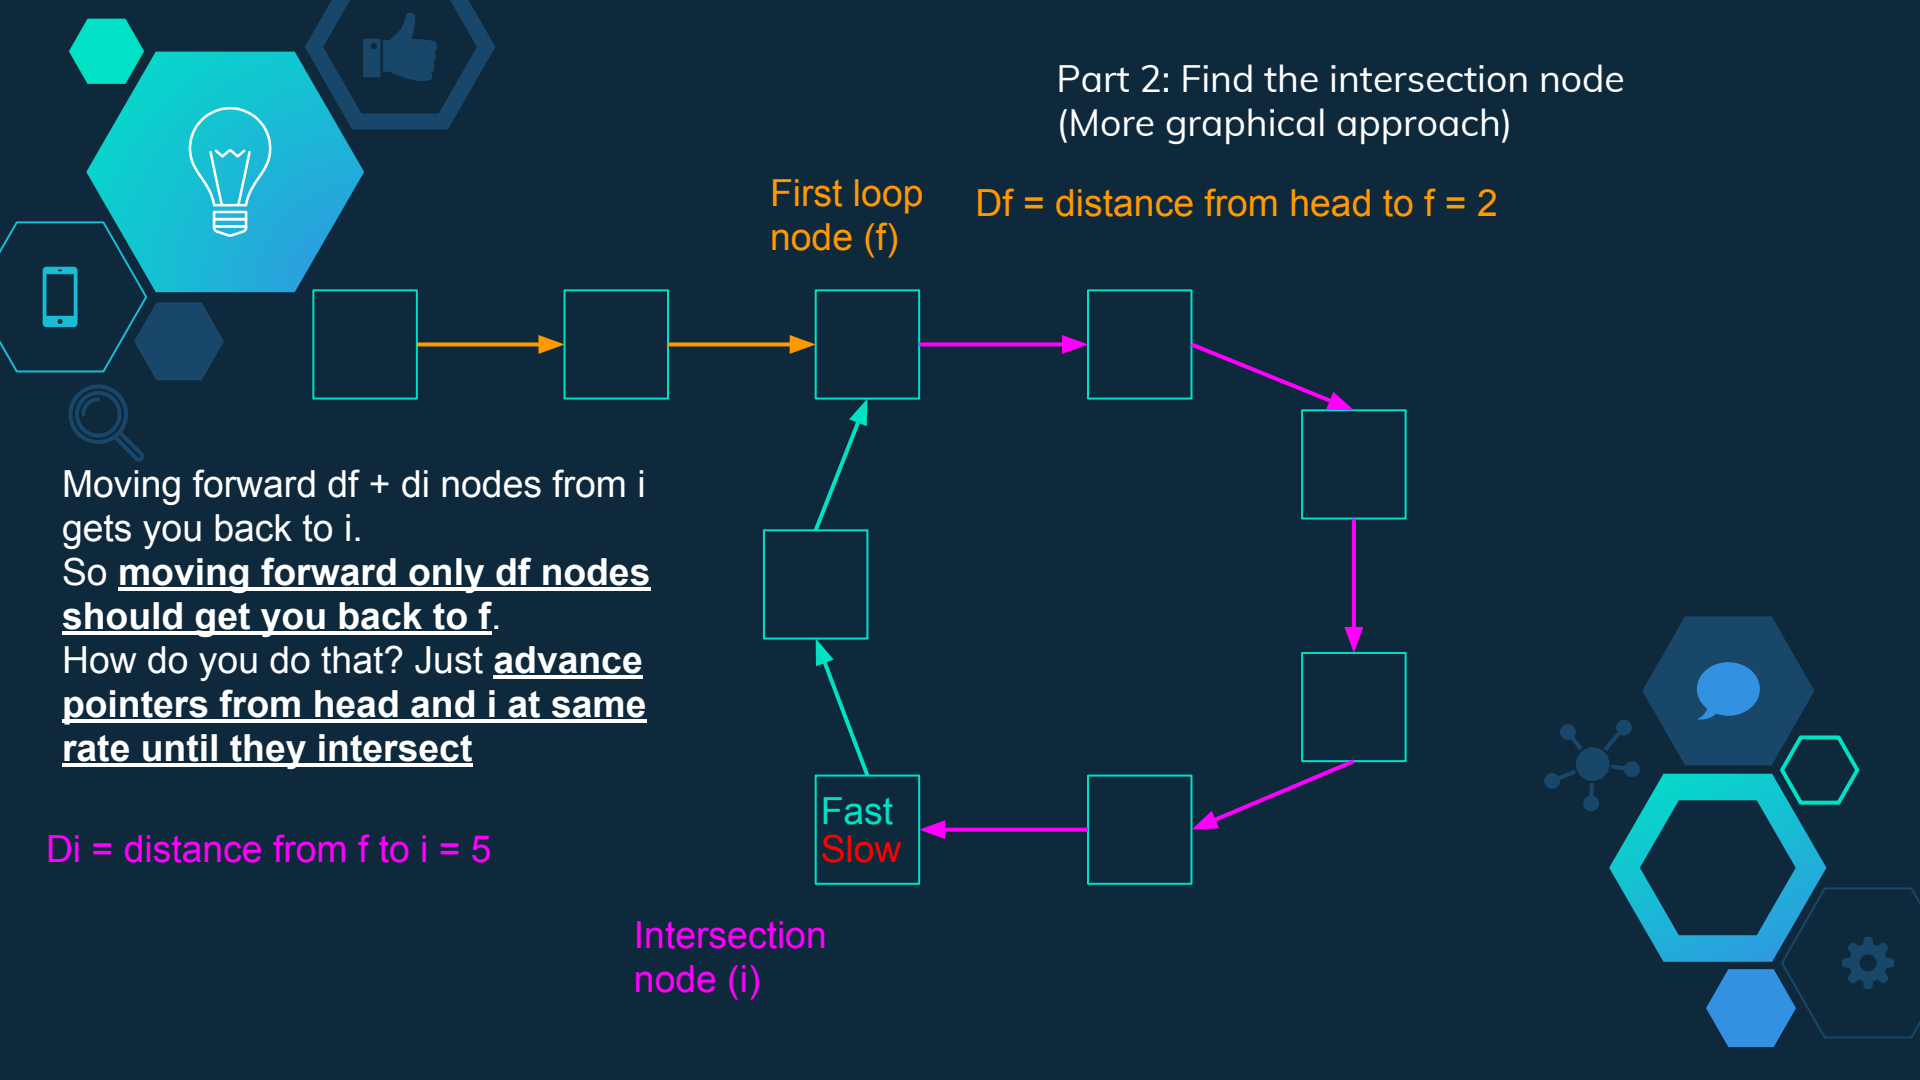 Part 2: Find the intersection node
(More graphical approach)
First loop
node (f)
Df = distance from head to f = 2
Moving forward df + di nodes from i
gets you back to i.
So moving forward only df nodes
should get you back to f.
How do you do that? Just advance
pointers from head and i at same
rate until they intersect
Fast
Slow
Di = distance from f to i = 5
Intersection
node (i)